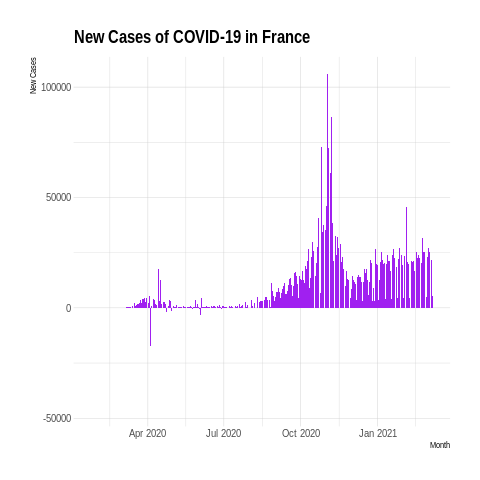 New Cases of COVID-19 in France
New Cases
100000
50000
0
-50000
Apr 2020
Jul 2020
Oct 2020
Jan 2021
Month